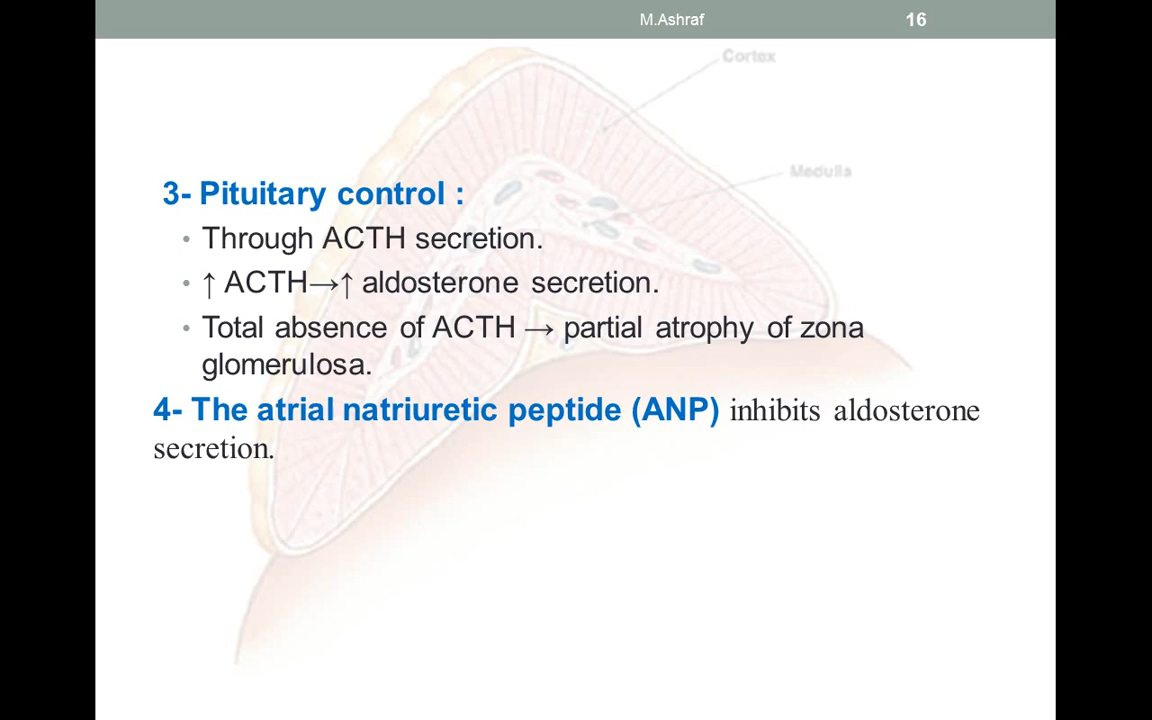 M.Ashraf 16
Cortex
Medulla
3- Pituitary control :
• Through ACTH secretion.
• ↑ ACTH→↑ aldosterone secretion.
• Total absence of ACTH → partial atrophy of zona
glomerulosa.
4- The atrial natriuretic peptide (ANP) inhibits aldosterone
secretion.